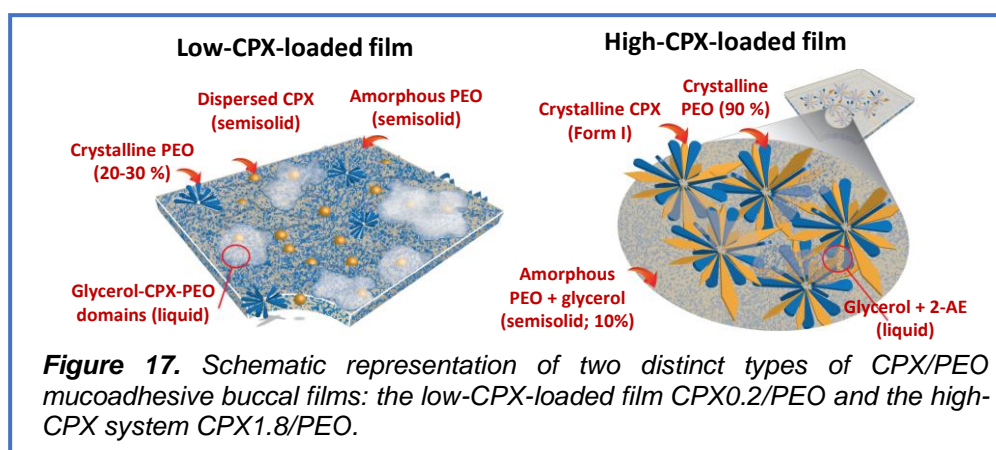 Low-CPX-loaded film
Dispersed CPX
(semisolid)
Amorphous PEO
(semisolid)
Crystalline PEO
(20-30 %)
Glycerol-CPX-PEO
domains (liquid)
High-CPX-loaded film
Crystalline CPX
(Form I)
Crystalline
PEO (90 %)
Amorphous
PEO + glycerol
(semisolid; 10%)
Glycerol + 2-AE
(liquid)
Figure 17. Schematic representation of two distinct types of CPX/PEO
mucoadhesive buccal films: the low-CPX-loaded film CPX0.2/PEO and the high-
CPX system CPX1.8/PEO.